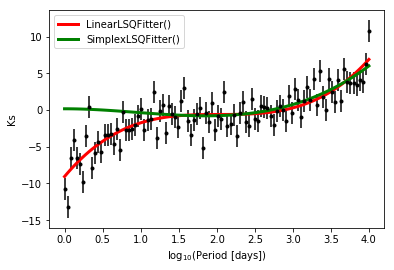 LinearLSQFitter()
SimplexLSQFitter()
Ks
10
5
0
−5
−10
−15
0.0 0.5 1.0 1.5 2.0 2.5 3.0 3.5 4.0
log₁₀(Period [days])